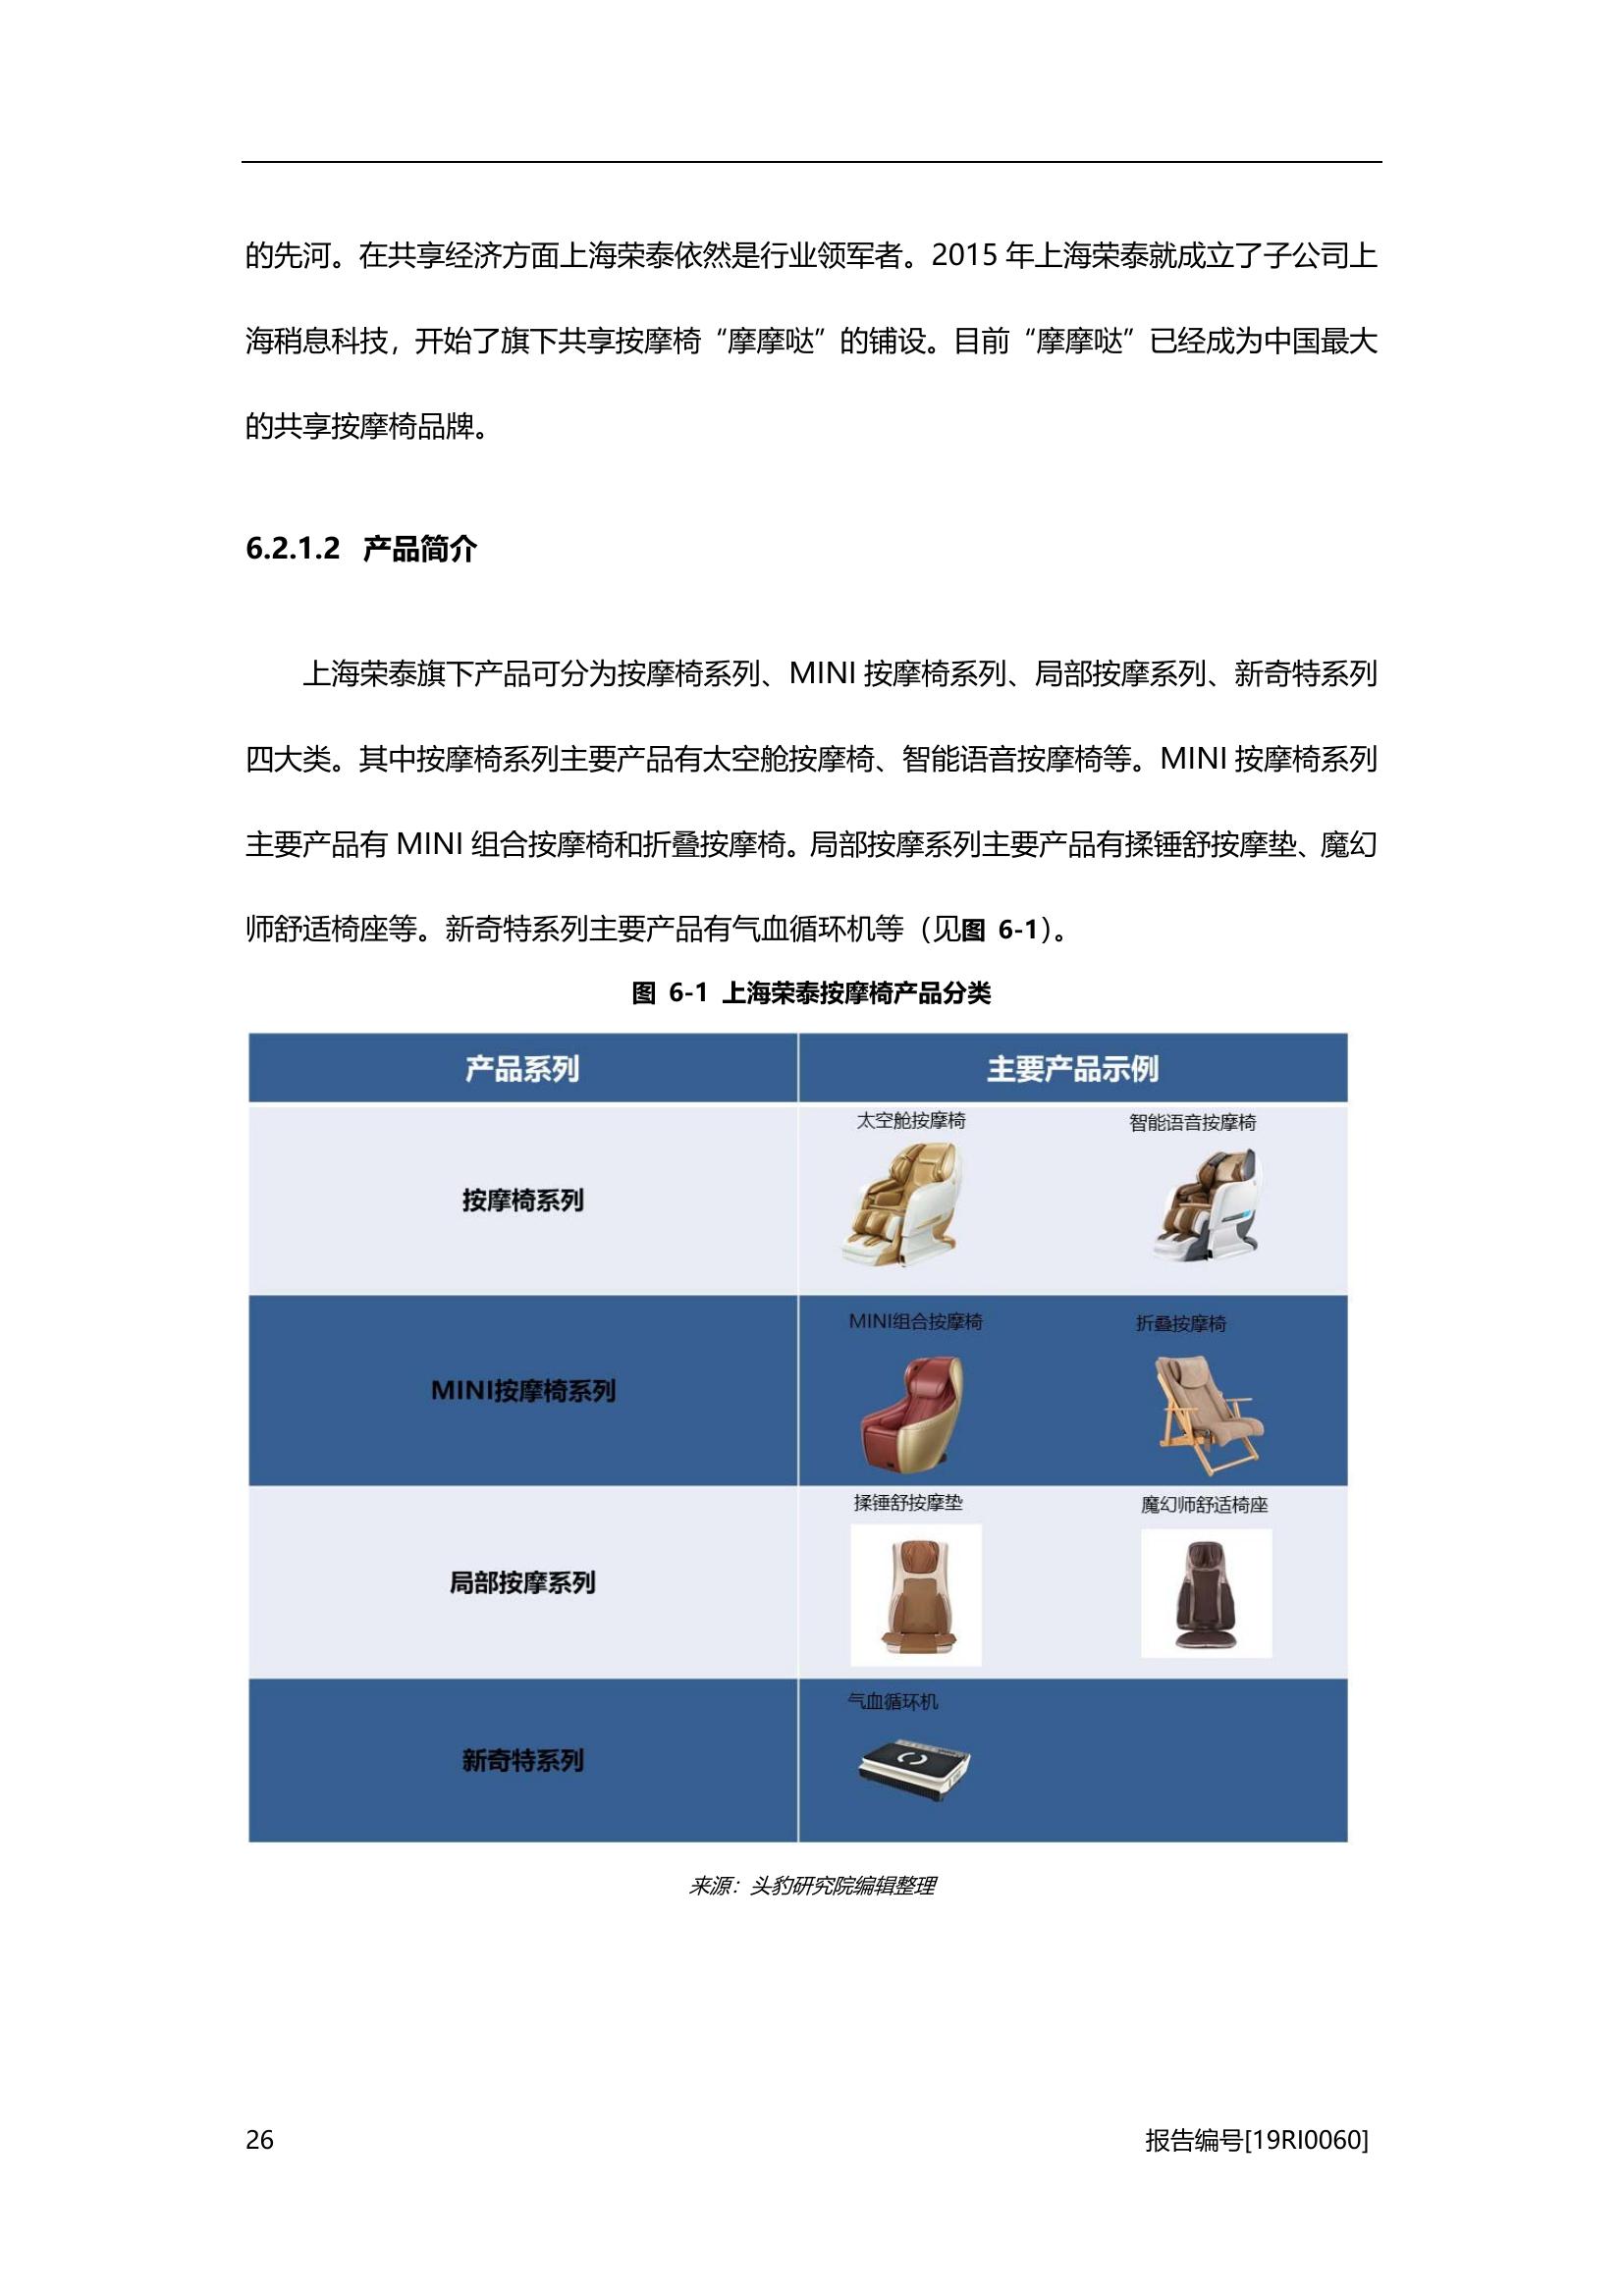 的先河。在共享经济方面上海荣泰依然是行业领军者。2015 年上海荣泰就成立了子公司上
海稍息科技，开始了旗下共享按摩椅“摩摩哒”的铺设。目前“摩摩哒”已经成为中国最大
的共享按摩椅品牌。
6.2.1.2 产品简介
上海荣泰旗下产品可分为按摩椅系列、MINI 按摩椅系列、局部按摩系列、新奇特系列
四大类。其中按摩椅系列主要产品有太空舱按摩椅、智能语音按摩椅等。MINI 按摩椅系列
主要产品有 MINI 组合按摩椅和折叠按摩椅。局部按摩系列主要产品有揉锤舒按摩垫、魔幻
师舒适椅座等。新奇特系列主要产品有气血循环机等（见图 6-1）。
图 6-1 上海荣泰按摩椅产品分类
产品系列 主要产品示例
太空舱按摩椅 智能语音按摩椅
按摩椅系列
MINI组合按摩椅 折叠按摩椅
MINI按摩椅系列
揉锤舒按摩垫 魔幻师舒适椅座
局部按摩系列
气血循环机
新奇特系列
来源：头豹研究院编辑整理
26 报告编号[19RI0060]